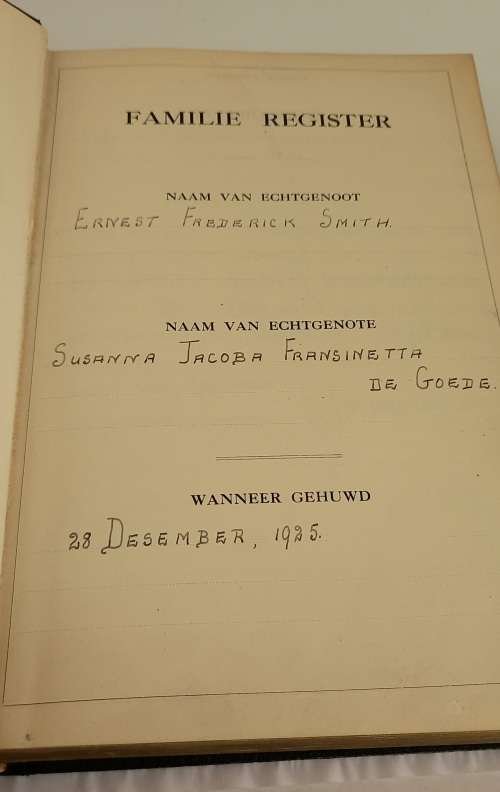 FAMILIE REGISTER
NAAM VAN ECHTGENOOT
ERNEST FREDERICK SMITH.
NAAM VAN ECHTGENOTE
SUSANNA JACOBA FRANSINETTA
DE GOEDE.
WANNEER GEHUWD
28 DESEMBER, 1925.